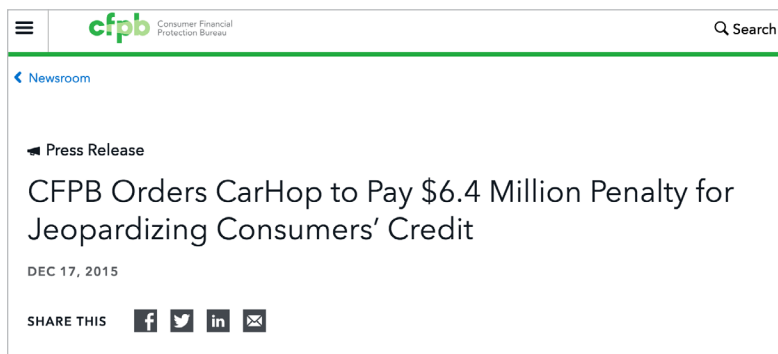 cfpb
Consumer Financial
Protection Bureau
Search
Newsroom
Press Release
CFPB Orders CarHop to Pay $6.4 Million Penalty for
Jeopardizing Consumers’ Credit
DEC 17, 2015
SHARE THIS